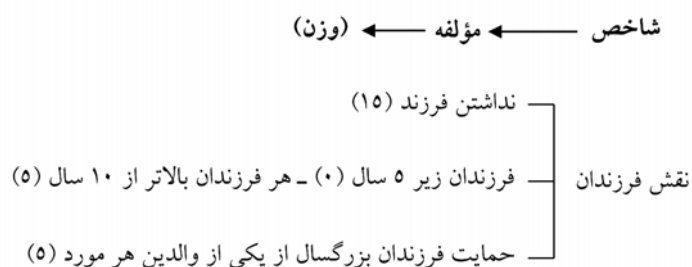 شاخص ← مؤلفه ← (وزن)
نداشتن فرزند (۱۵)
نقش فرزندان
فرزندان زیر ۵ سال (۰) ـ هر فرزندان بالاتر از ۱۰ سال (۵)
حمایت فرزندان بزرگسال از یکی از والدین هر مورد (۵)